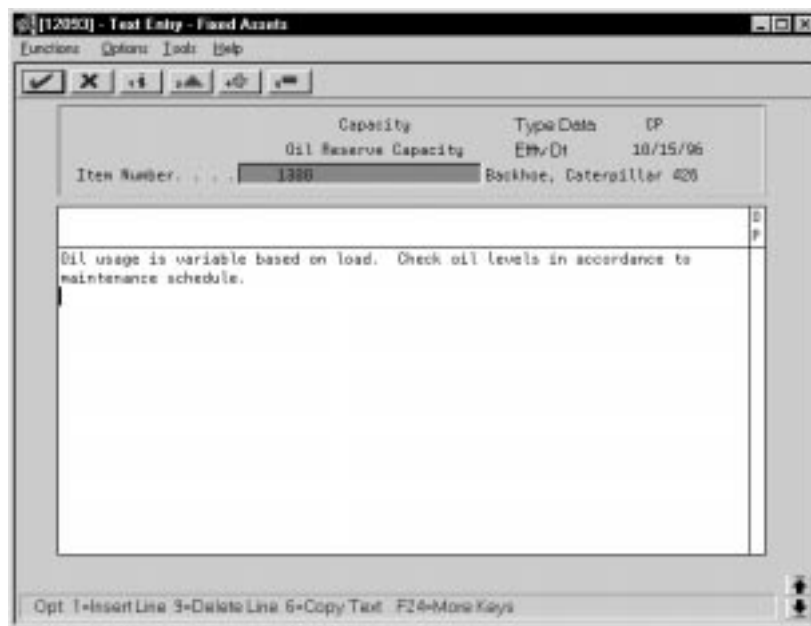 [12093] - Text Entry - Fixed Assets
Functions Options Tools Help
Capacity Type Data CP
Oil Reserve Capacity Eftv Dt 10/15/96
Item Number. . . . Backhoe, Caterpillar 426
O
P
Oil usage is variable based on load. Check oil levels in accordance to
maintenance schedule.
Opt: 1=Insert Line 9=Delete Line 6=Copy Text F24=More Keys